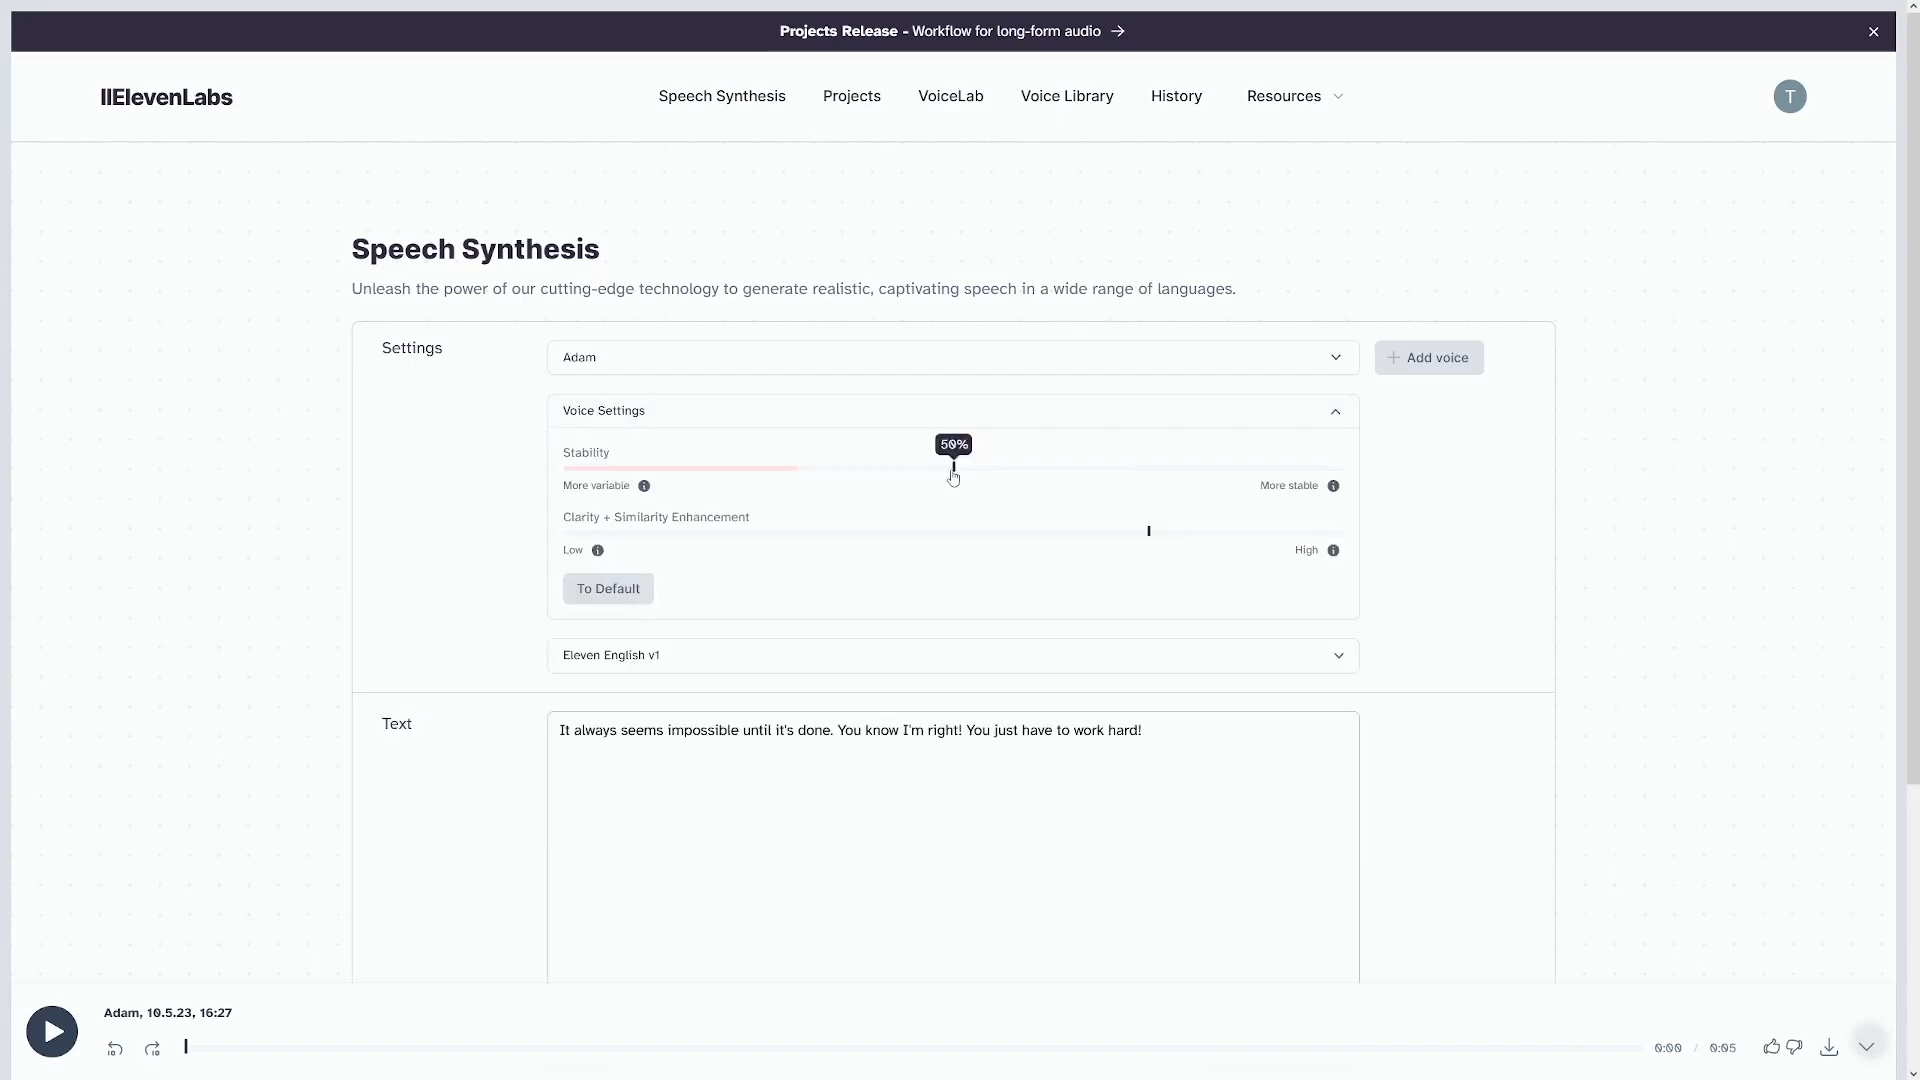 Projects Release - Workflow for long-form audio →
IIElevenLabs
Speech Synthesis
Projects
VoiceLab
Voice Library
History
Resources
T
Speech Synthesis
Unleash the power of our cutting-edge technology to generate realistic, captivating speech in a wide range of languages.
Settings
Adam
+ Add voice
Voice Settings
50%
Stability
More variable
More stable
Clarity + Similarity Enhancement
Low
High
To Default
Eleven English v1
Text
It always seems impossible until it's done. You know I'm right! You just have to work hard!
Adam, 10.5.23, 16:27
10
10
0:00 / 0:05